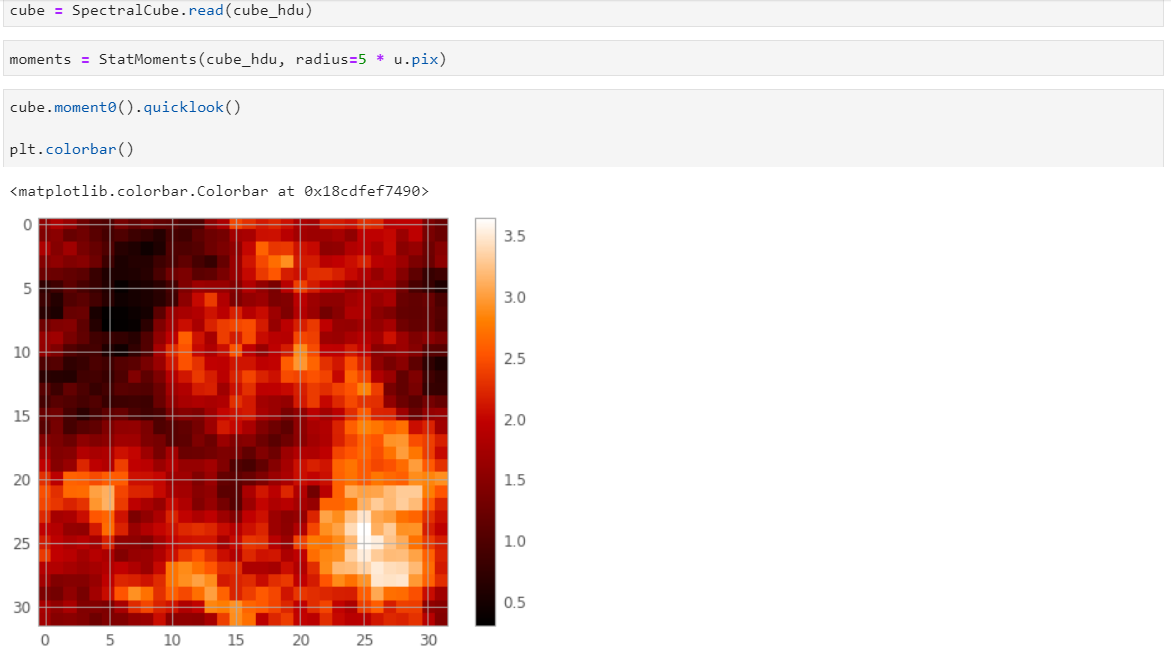 cube = SpectralCube.read(cube_hdu)
moments = StatMoments(cube_hdu, radius=5 * u.pix)
cube.moment0().quicklook()
plt.colorbar()
<matplotlib.colorbar.Colorbar at 0x18cdfef7490>
0
5
10
15
20
25
30
0 5 10 15 20 25 30
3.5
3.0
2.5
2.0
1.5
1.0
0.5